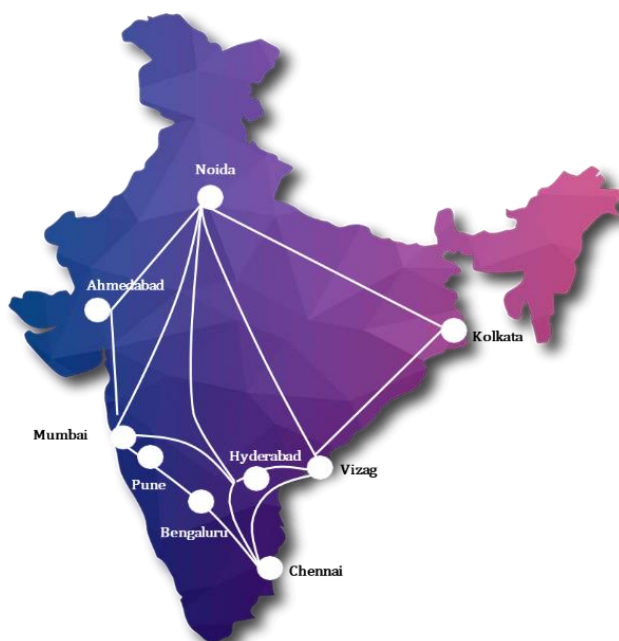 Noida
Ahmedabad
Kolkata
Mumbai
Hyderabad
Vizag
Pune
Bengaluru
Chennai